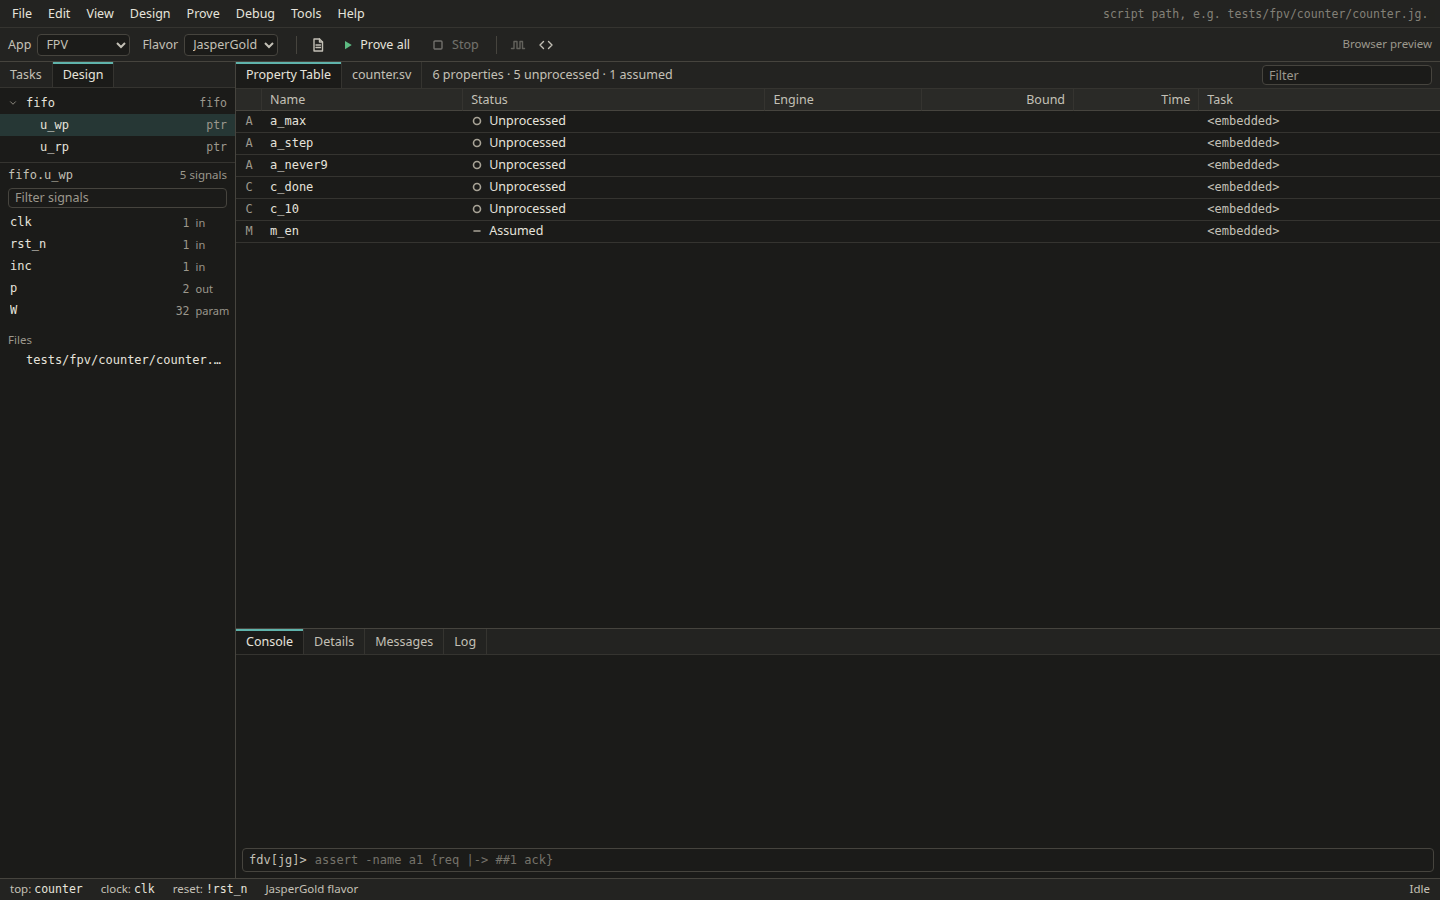 File Edit View Design Prove Debug Tools Help script path, e.g. tests/fpv/counter/counter.jg.
App FPV Flavor JasperGold Prove all Stop Browser preview
Tasks Design Property Table counter.sv 6 properties · 5 unprocessed · 1 assumed Filter
fifo fifo
u_wp ptr
u_rp ptr
fifo.u_wp 5 signals
Filter signals
clk 1 in
rst_n 1 in
inc 1 in
p 2 out
W 32 param
Files
tests/fpv/counter/counter.…
Name Status Engine Bound Time Task
A a_max Unprocessed <embedded>
A a_step Unprocessed <embedded>
A a_never9 Unprocessed <embedded>
C c_done Unprocessed <embedded>
C c_10 Unprocessed <embedded>
M m_en Assumed <embedded>
Console Details Messages Log
fdv[jg]> assert -name a1 {req |-> ##1 ack}
top: counter clock: clk reset: !rst_n JasperGold flavor Idle